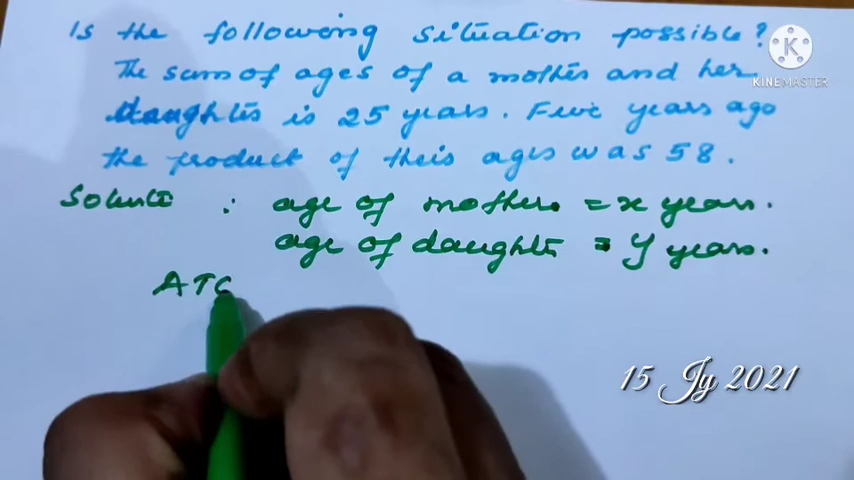 Is the following situation possible?
The sum of ages of a mother and her
daughter is 25 years. Five years ago
the product of their ages was 58.
Solute : age of mother = x years.
age of daughter = y years.
ATC
K
KINEMASTER
15 Jy 2021